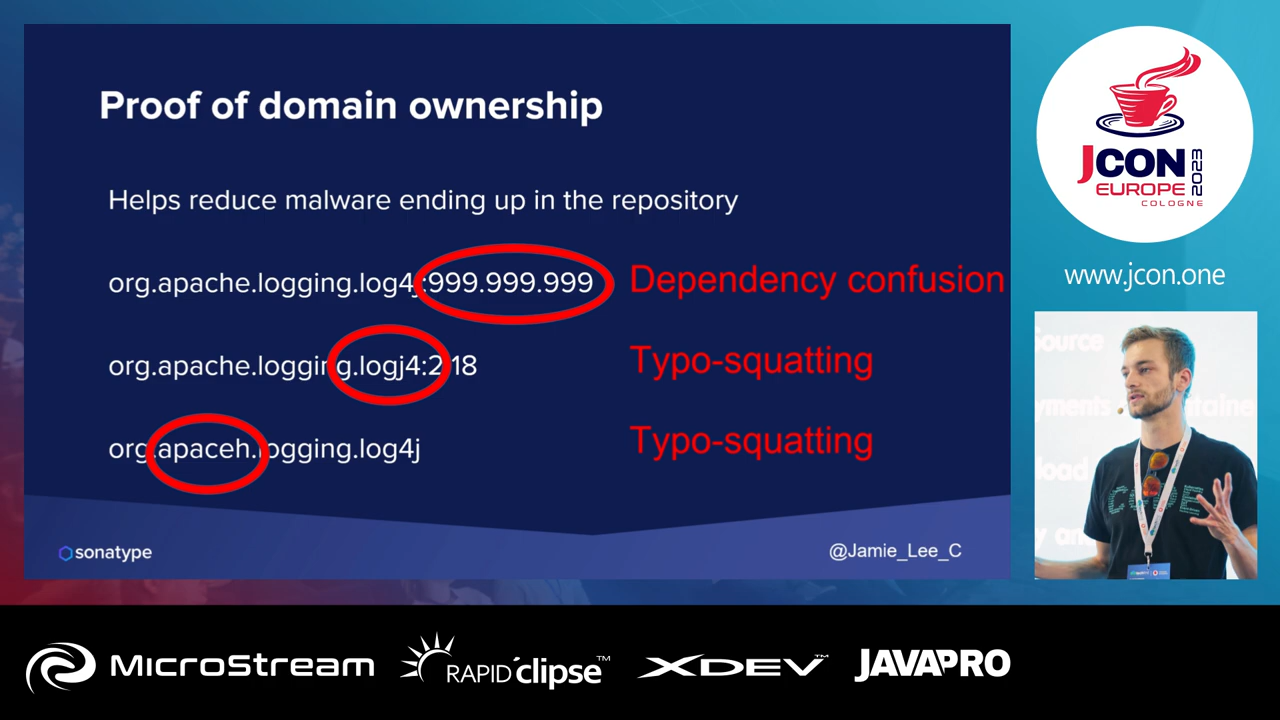 Proof of domain ownership
Helps reduce malware ending up in the repository
org.apache.logging.log4j:999.999.999 Dependency confusion
org.apache.logging.logj4:2.18 Typo-squatting
org.apaceh.logging.log4j Typo-squatting
sonatype
@Jamie_Lee_C
JCON
EUROPE
2023
COLOGNE
www.jcon.one
MicroStream
RAPIDclipse™
XDEV™
JAVAPRO